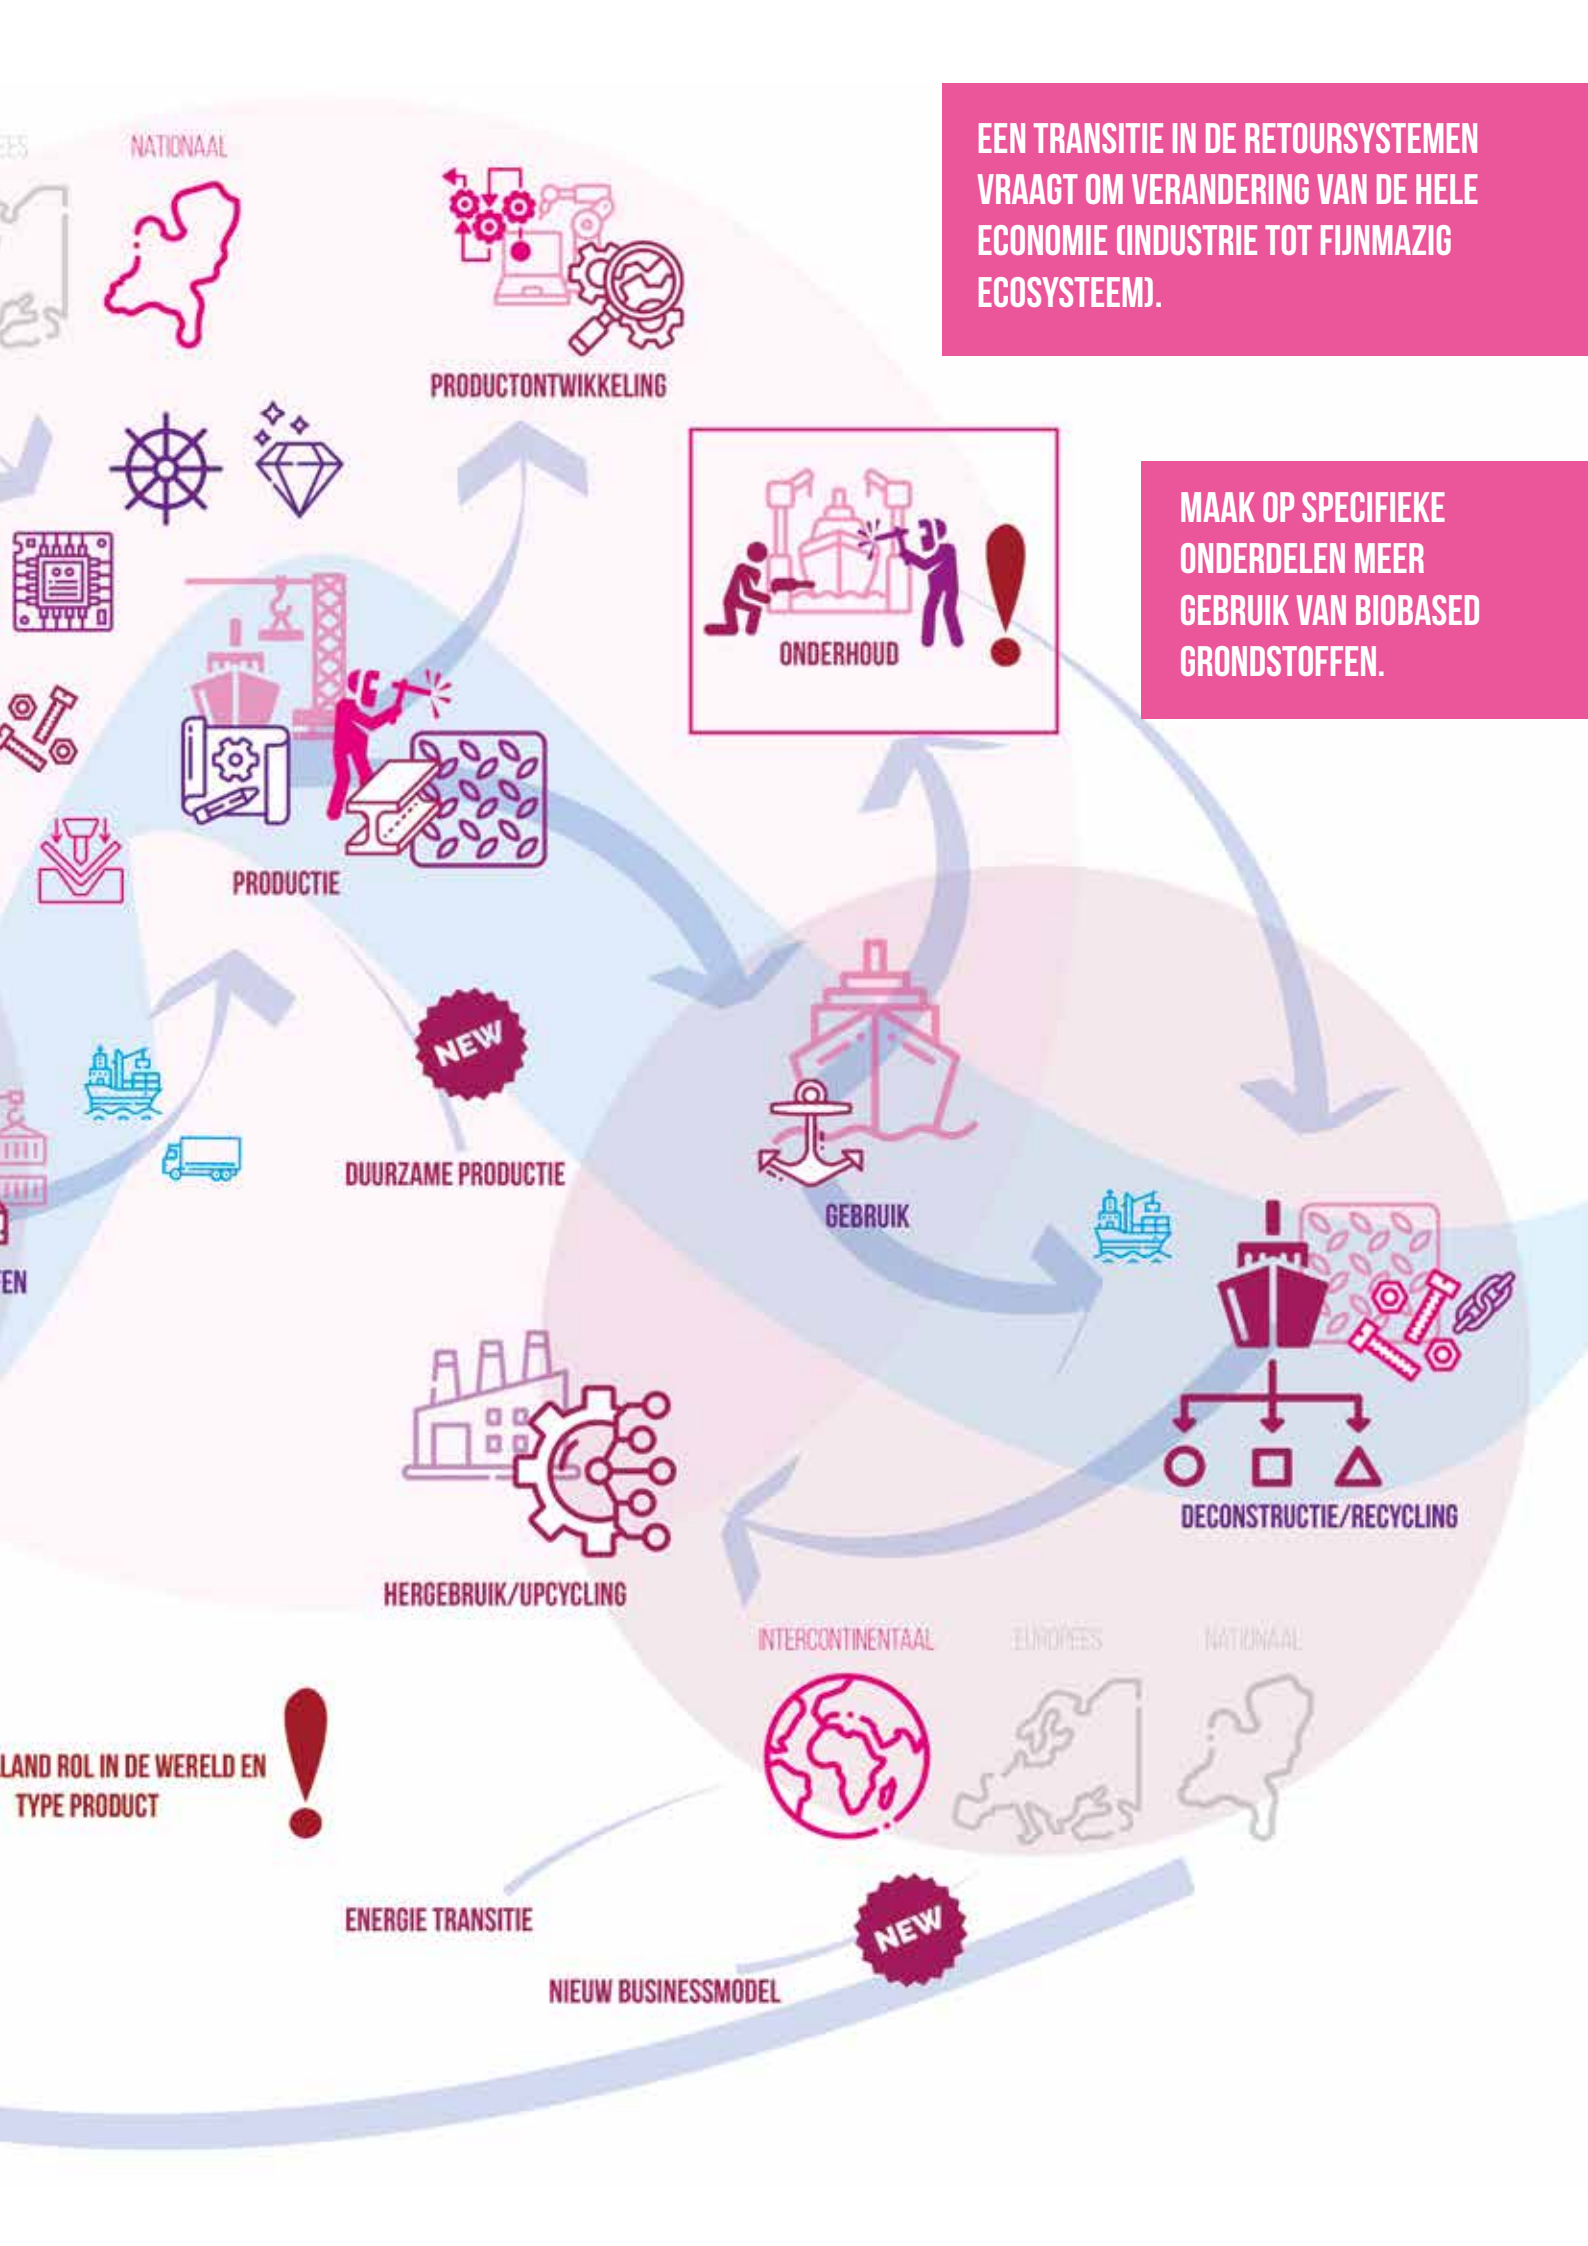 EES
NATIONAAL
EEN TRANSITIE IN DE RETOURSYSTEMEN
VRAAGT OM VERANDERING VAN DE HELE
ECONOMIE (INDUSTRIE TOT FIJNMAZIG
ECOSYSTEEM).
PRODUCTONTWIKKELING
MAAK OP SPECIFIEKE
ONDERDELEN MEER
GEBRUIK VAN BIOBASED
GRONDSTOFFEN.
ONDERHOUD
PRODUCTIE
NEW
DUURZAME PRODUCTIE
GEBRUIK
EN
DECONSTRUCTIE/RECYCLING
HERGEBRUIK/UPCYCLING
INTERCONTINENTAAL
EUROPEES
NATIONAAL
LAND ROL IN DE WERELD EN
TYPE PRODUCT
ENERGIE TRANSITIE
NEW
NIEUW BUSINESSMODEL